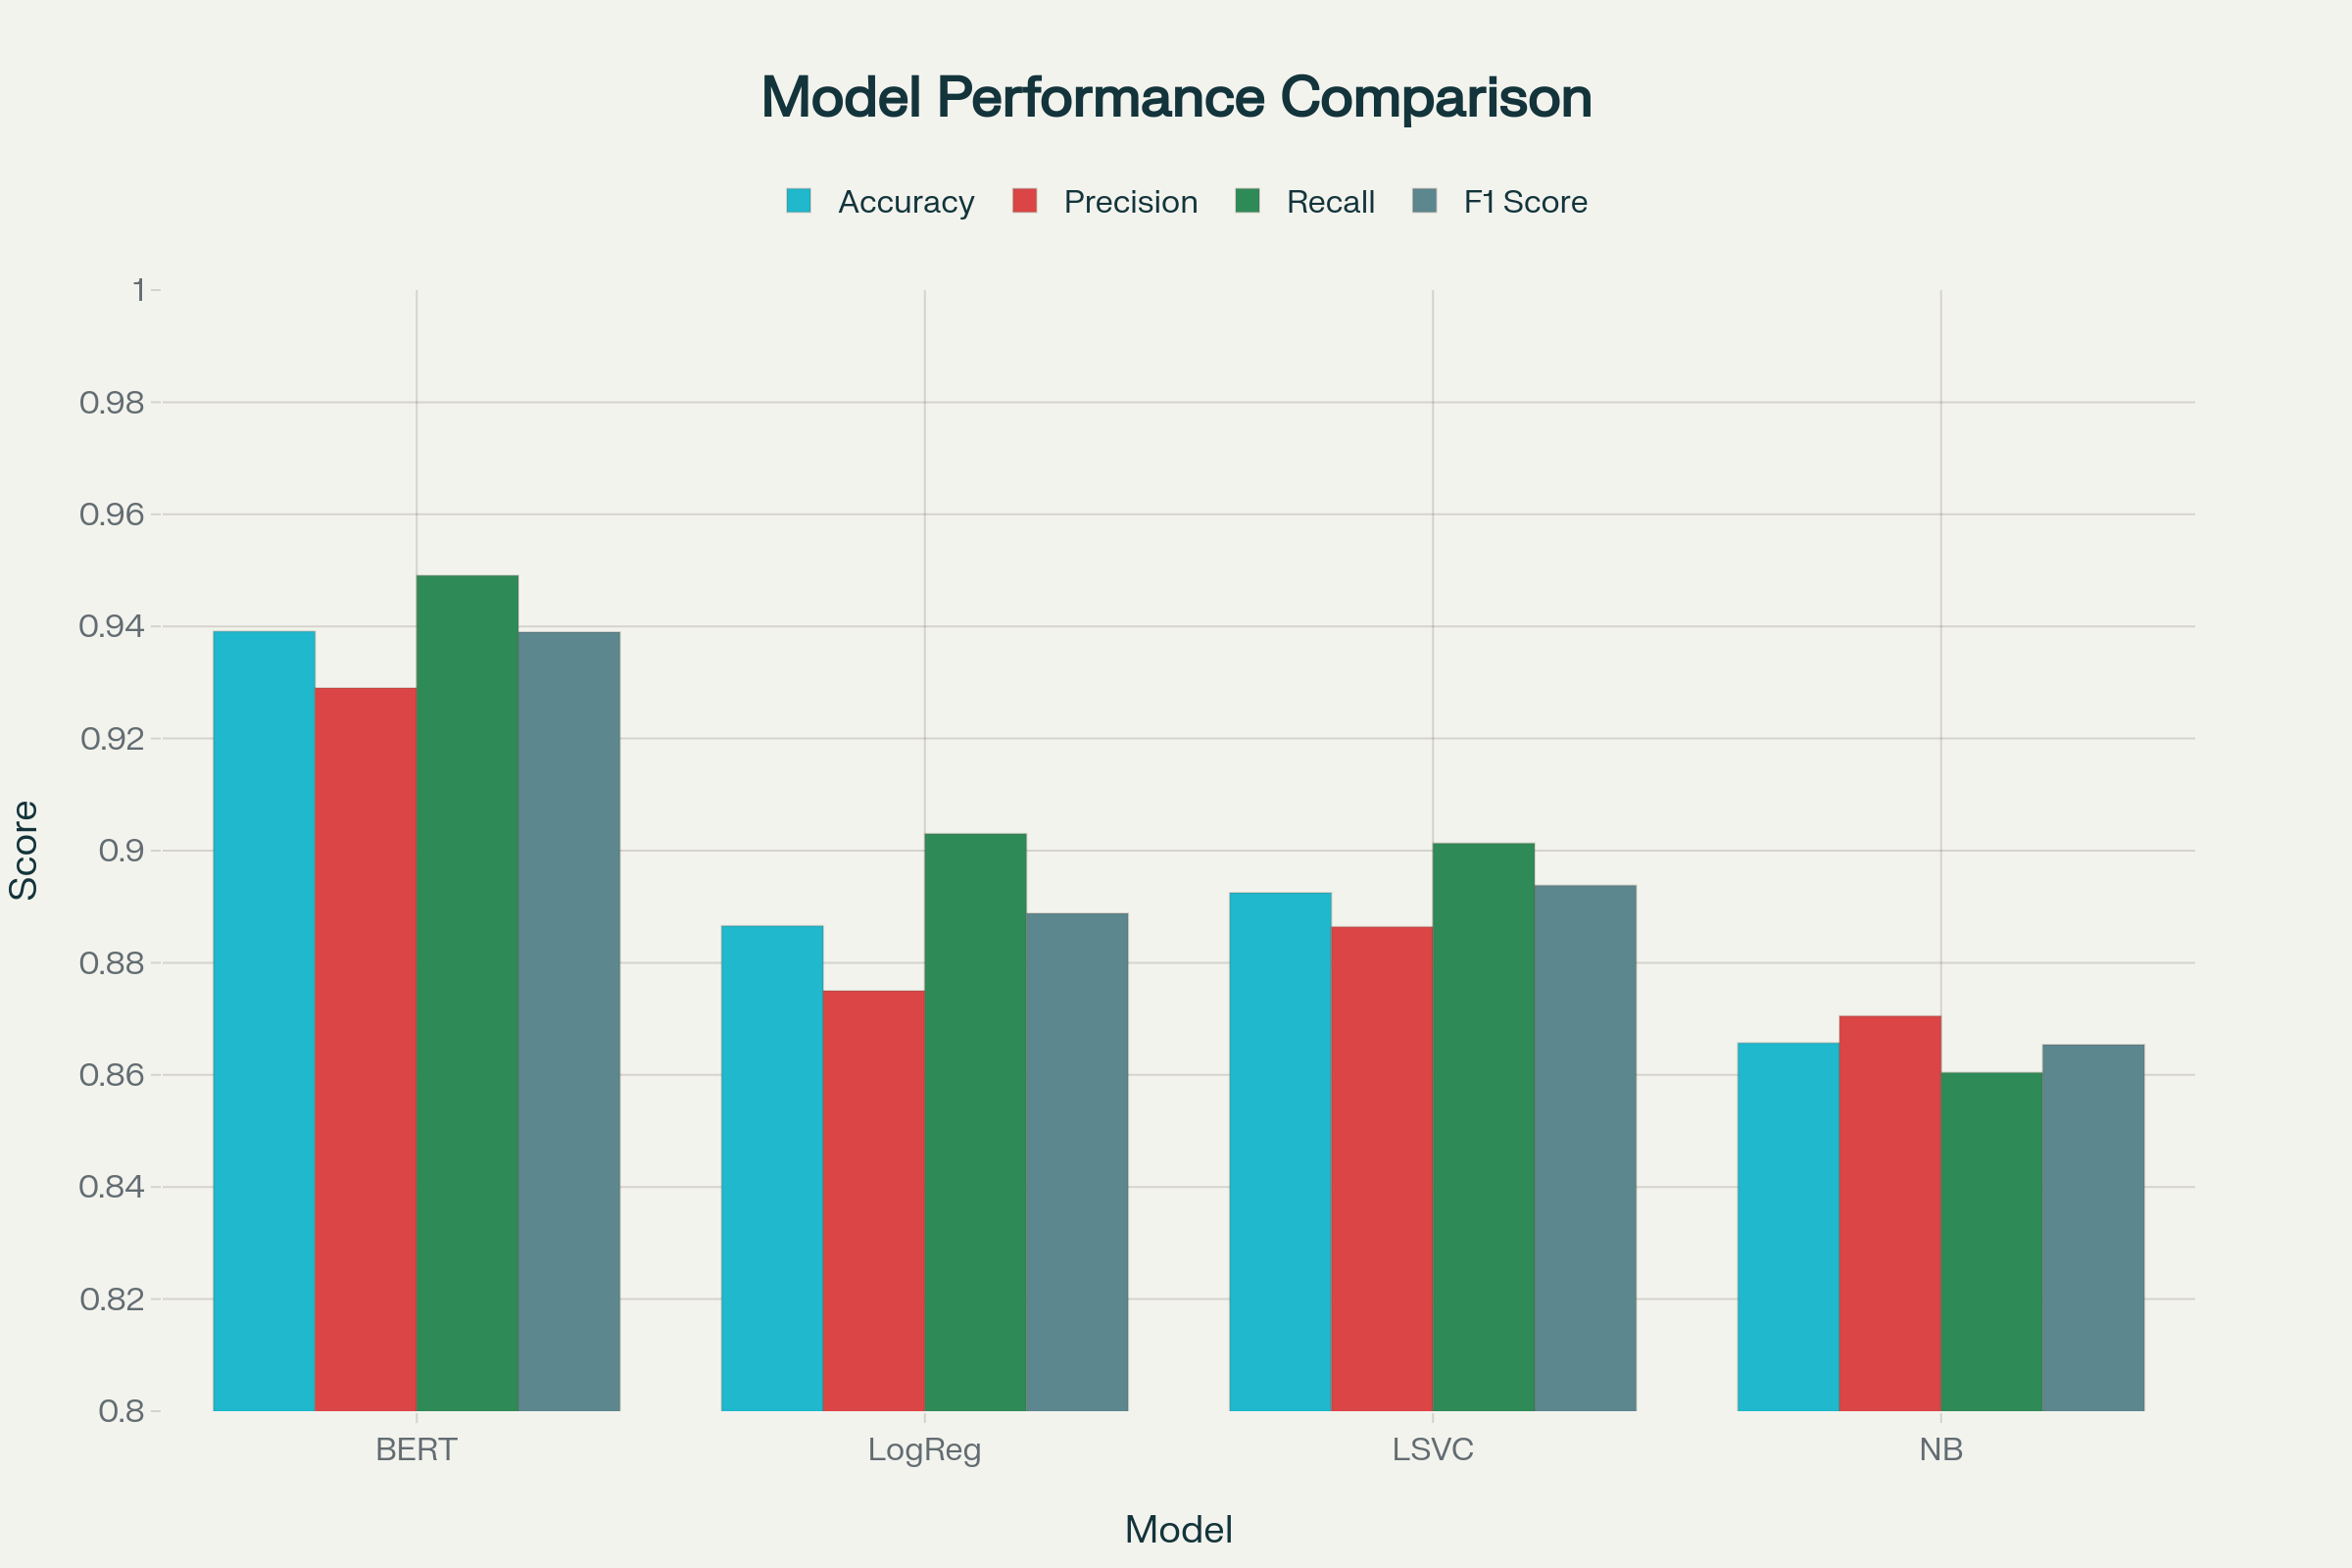 Model Performance Comparison
Accuracy Precision Recall F1 Score
1
0.98
0.96
0.94
0.92
0.9
0.88
0.86
0.84
0.82
0.8
Score
BERT LogReg LSVC NB
Model